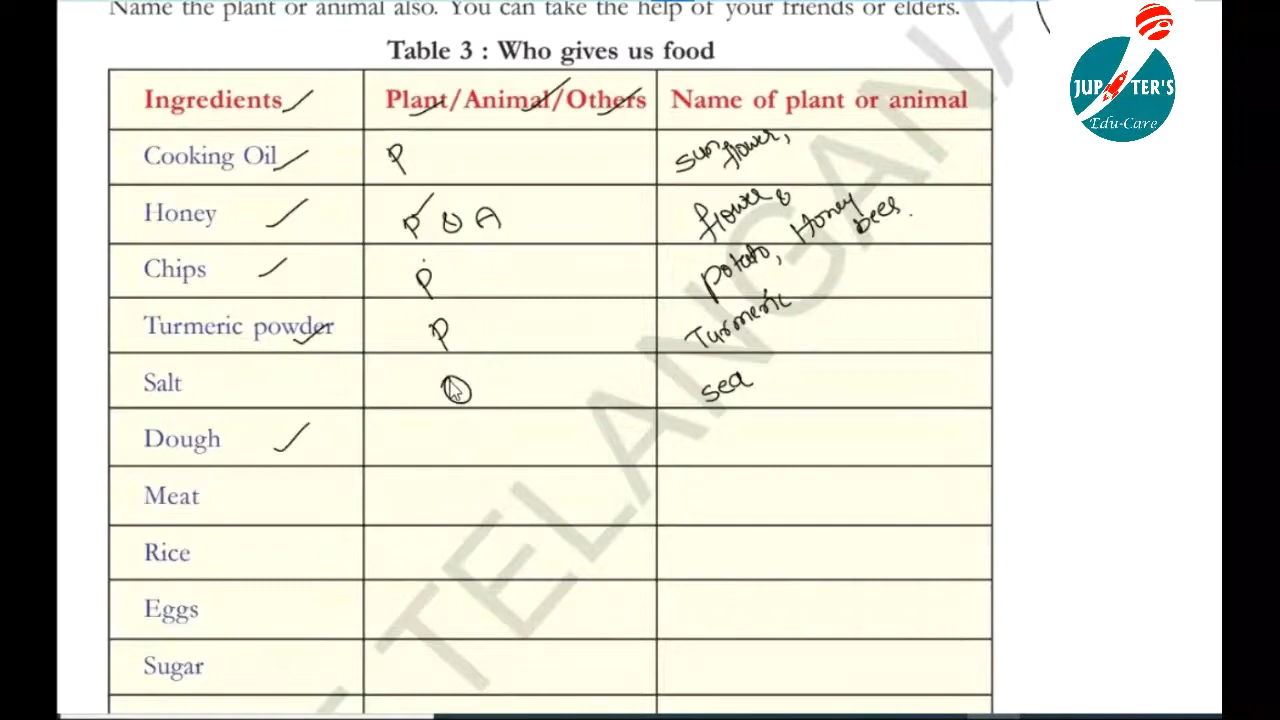 Name the plant or animal also. You can take the help of your friends or elders.
Table 3 : Who gives us food
Ingredients Plant/Animal/Others Name of plant or animal
Cooking Oil P sunflower,
Honey P & A flower & Honey bees.
Chips P potato,
Turmeric powder P Turmeric
Salt O sea
Dough
Meat
Rice
Eggs
Sugar
JUPITER'S
Edu-Care
TELANGANA